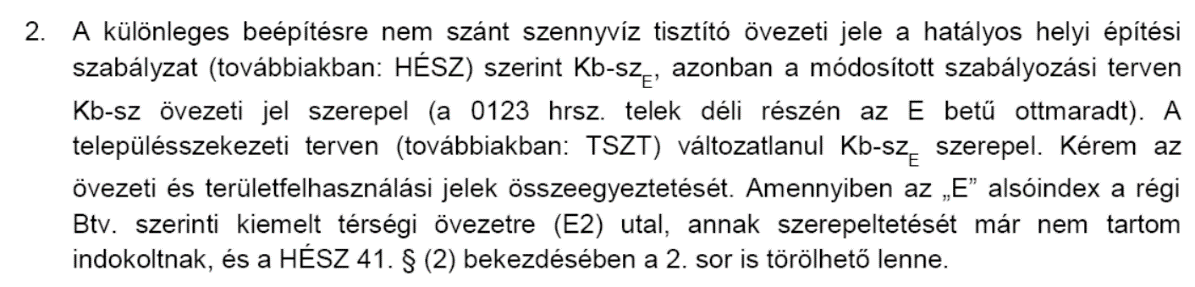 2. A különleges beépítésre nem szánt szennyvíz tisztító övezeti jele a hatályos helyi építési
szabályzat (továbbiakban: HÉSZ) szerint Kb-szE, azonban a módosított szabályozási terven
Kb-sz övezeti jel szerepel (a 0123 hrsz. telek déli részén az E betű ottmaradt). A
településszekezeti terven (továbbiakban: TSZT) változatlanul Kb-szE szerepel. Kérem az
övezeti és területfelhasználási jelek összeegyeztetését. Amennyiben az „E” alsóindex a régi
Btv. szerinti kiemelt térségi övezetre (E2) utal, annak szerepeltetését már nem tartom
indokoltnak, és a HÉSZ 41. § (2) bekezdésében a 2. sor is törölhető lenne.